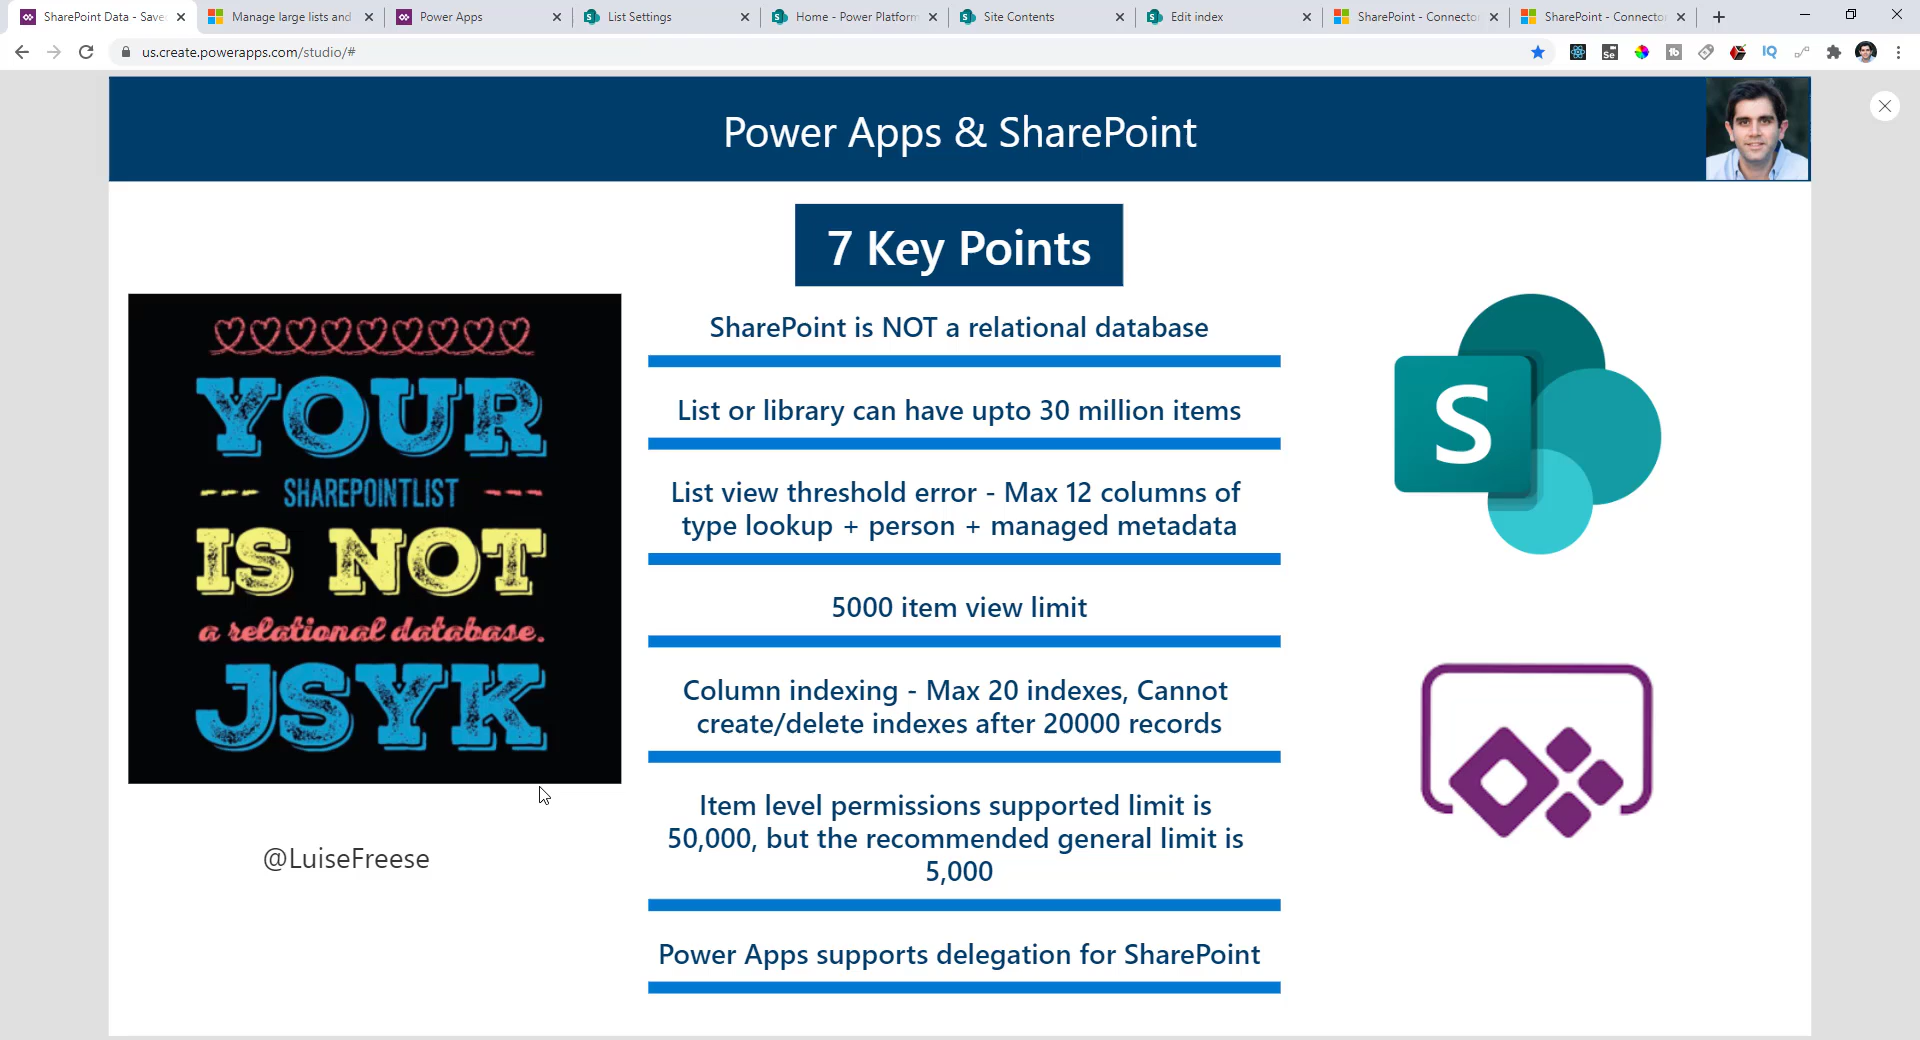 SharePoint Data - Save
Manage large lists and
Power Apps
List Settings
Home - Power Platform
Site Contents
Edit index
SharePoint - Connector
SharePoint - Connector
us.create.powerapps.com/studio/#
Se
tb
IQ
Power Apps & SharePoint
7 Key Points
YOUR
SHAREPOINTLIST
IS NOT
a relational database.
JSYK
@LuiseFreese
SharePoint is NOT a relational database
List or library can have upto 30 million items
List view threshold error - Max 12 columns of
type lookup + person + managed metadata
5000 item view limit
Column indexing - Max 20 indexes, Cannot
create/delete indexes after 20000 records
Item level permissions supported limit is
50,000, but the recommended general limit is
5,000
Power Apps supports delegation for SharePoint
S